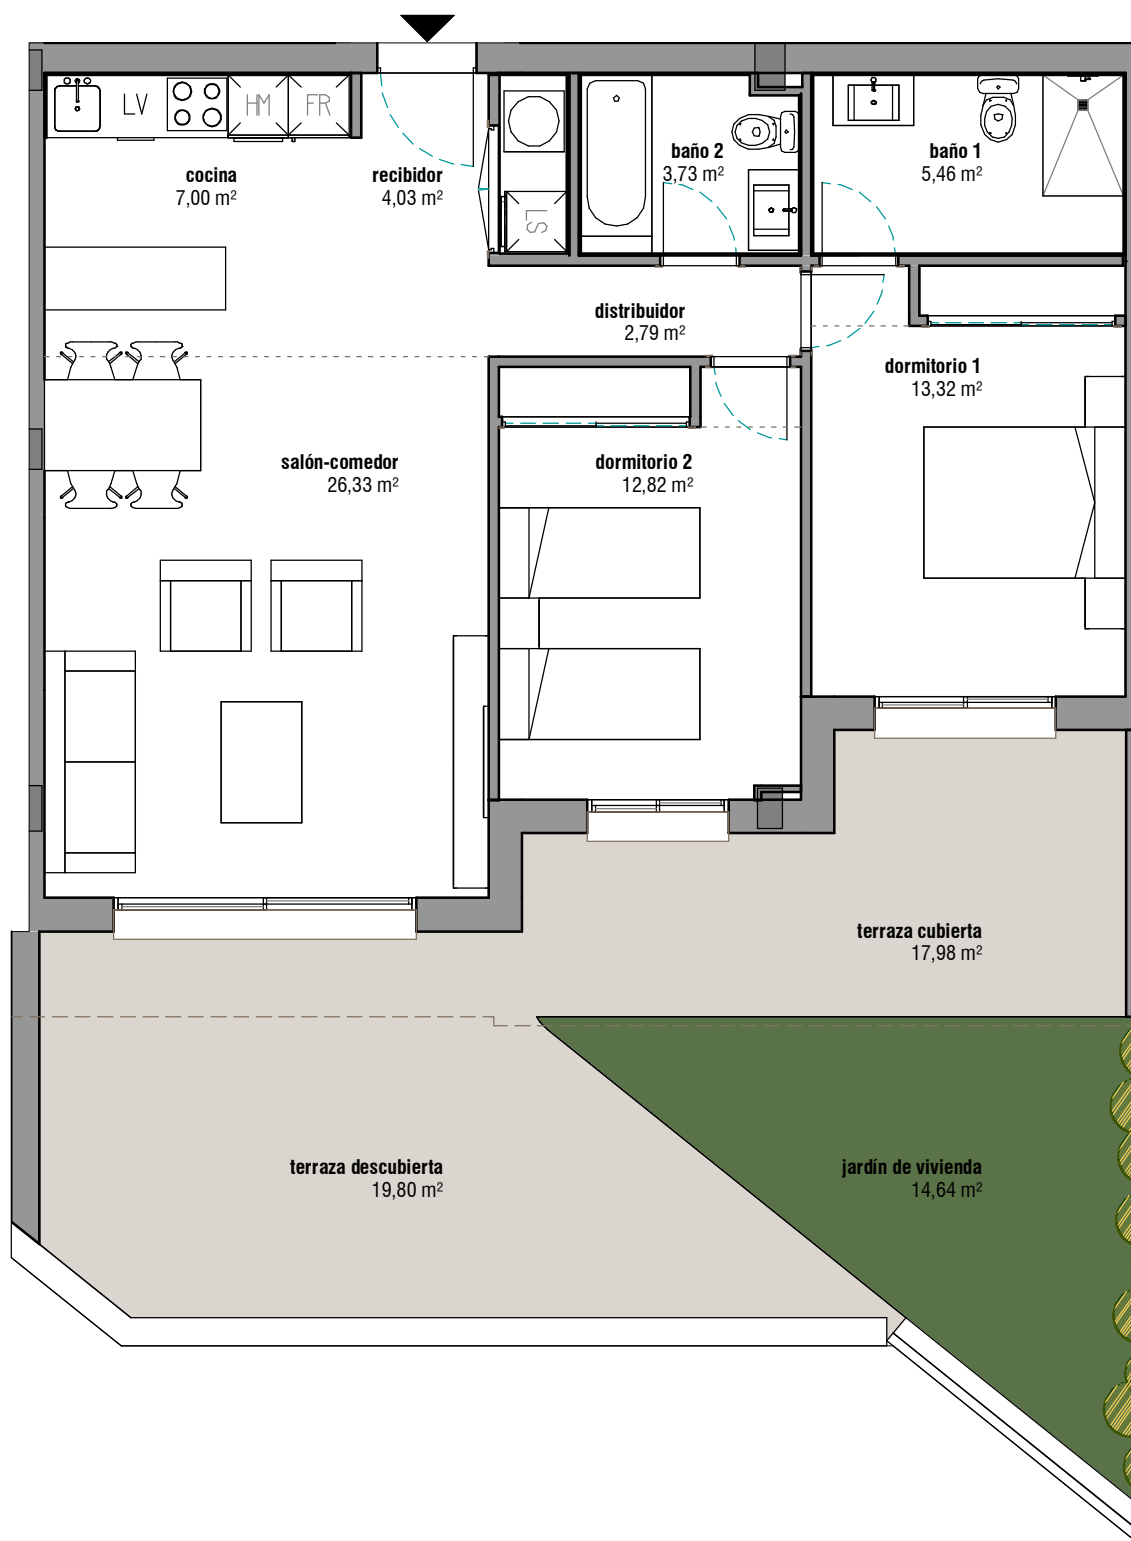 LV
HM
FR
LS
cocina
7,00 m²
recibidor
4,03 m²
baño 2
3,73 m²
baño 1
5,46 m²
distribuidor
2,79 m²
dormitorio 1
13,32 m²
salón-comedor
26,33 m²
dormitorio 2
12,82 m²
terraza cubierta
17,98 m²
terraza descubierta
19,80 m²
jardín de vivienda
14,64 m²